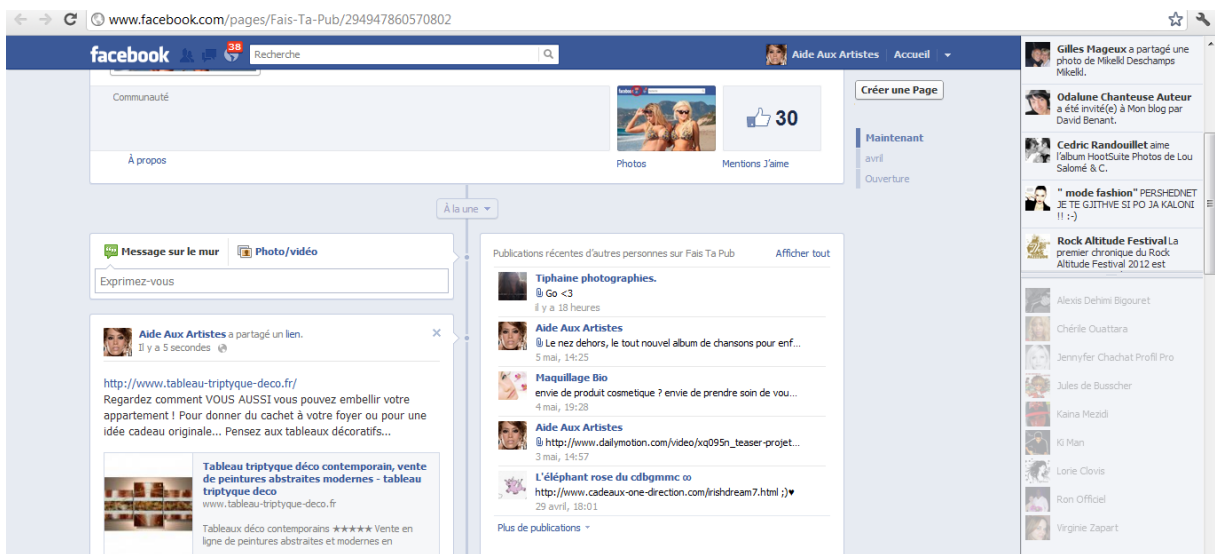 www.facebook.com/pages/Fais-Ta-Pub/294947860570802
facebook
38
Recherche
Aide Aux Artistes
Accueil
Communauté
À propos
Photos
30
Mentions J'aime
Créer une Page
Maintenant
avril
Ouverture
À la une
Message sur le mur
Photo/vidéo
Exprimez-vous
Aide Aux Artistes a partagé un lien.
Il y a 5 secondes
http://www.tableau-triptyque-deco.fr/
Regardez comment VOUS AUSSI vous pouvez embellir votre
appartement ! Pour donner du cachet à votre foyer ou pour une
idée cadeau originale... Pensez aux tableaux décoratifs...
Tableau triptyque déco contemporain, vente
de peintures abstraites modernes - tableau
triptyque deco
www.tableau-triptyque-deco.fr
Tableaux déco contemporains ★★★★★ Vente en
ligne de peintures abstraites et modernes en
Publications récentes d'autres personnes sur Fais Ta Pub
Afficher tout
Tiphaine photographies.
Go <3
il y a 18 heures
Aide Aux Artistes
Le nez dehors, le tout nouvel album de chansons pour enf...
5 mai, 14:25
Maquillage Bio
envie de produit cosmetique ? envie de prendre soin de vou...
4 mai, 19:28
Aide Aux Artistes
http://www.dailymotion.com/video/xq095n_teaser-projet...
3 mai, 14:57
L'éléphant rose du cdbgmmc ∞
http://www.cadeaux-one-direction.com/irishdream7.html ;)♥
29 avril, 18:01
Plus de publications
Gilles Mageux a partagé une
photo de Mikelkl Deschamps
Mikelkl.
Odalune Chanteuse Auteur
a été invité(e) à Mon blog par
David Benant.
Cedric Randouillet aime
l'album HootSuite Photos de Lou
Salomé & C.
" mode fashion" PERSHEDNET
JE TE GJITHVE SI PO JA KALONI
!! :-)
Rock Altitude Festival La
premier chronique du Rock
Altitude Festival 2012 est
Alexis Dehimi Bigouret
Chérile Ouattara
Jennyfer Chachat Profil Pro
Jules de Busscher
Kaina Mezidi
Ki Man
Lorie Clovis
Ron Officiel
Virginie Zapart